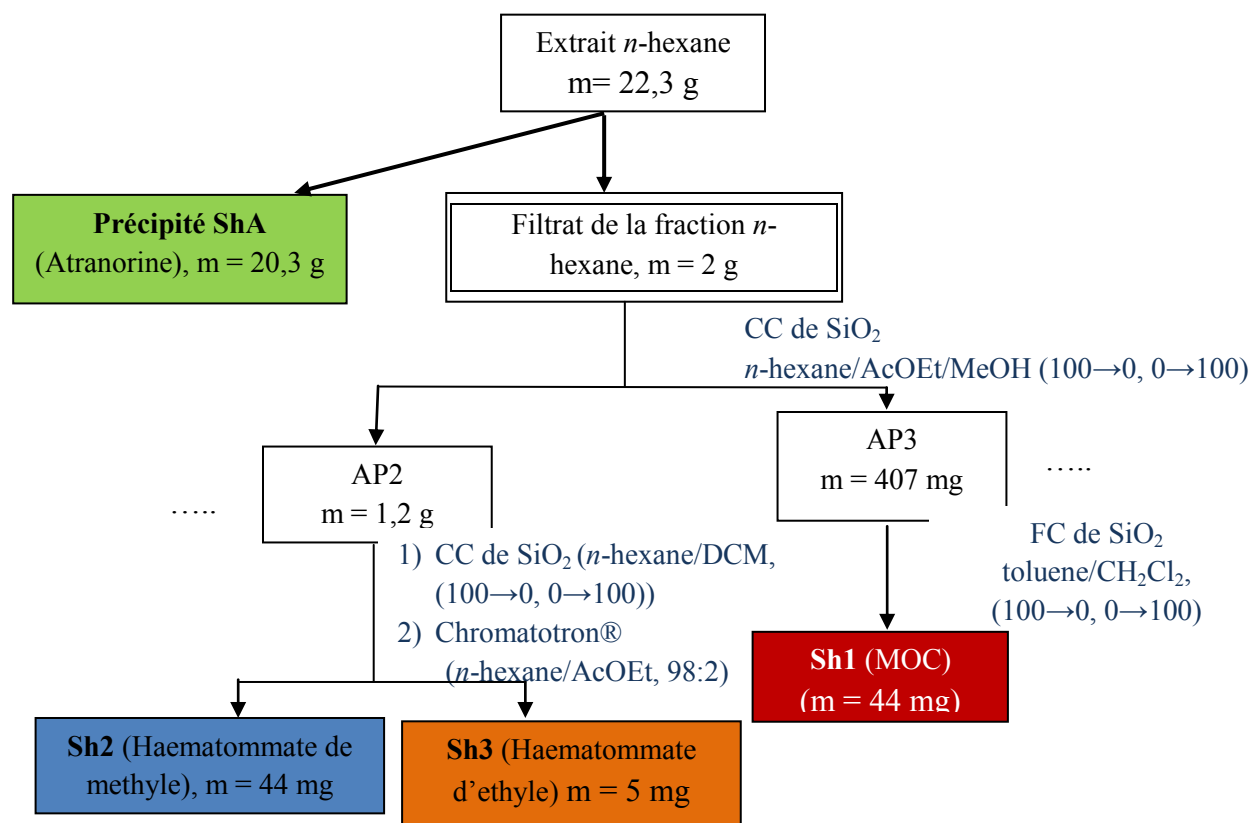 Extrait n-hexane
m= 22,3 g
Précipité ShA
(Atranorine), m = 20,3 g
Filtrat de la fraction n-
hexane, m = 2 g
CC de SiO₂
n-hexane/AcOEt/MeOH (100→0, 0→100)
AP2
m = 1,2 g
…..
AP3
m = 407 mg
…..
1) CC de SiO₂ (n-hexane/DCM,
(100→0, 0→100))
2) Chromatotron®
(n-hexane/AcOEt, 98:2)
FC de SiO₂
toluene/CH₂Cl₂,
(100→0, 0→100)
Sh1 (MOC)
(m = 44 mg)
Sh2 (Haematommate de
methyle), m = 44 mg
Sh3 (Haematommate
d’ethyle) m = 5 mg